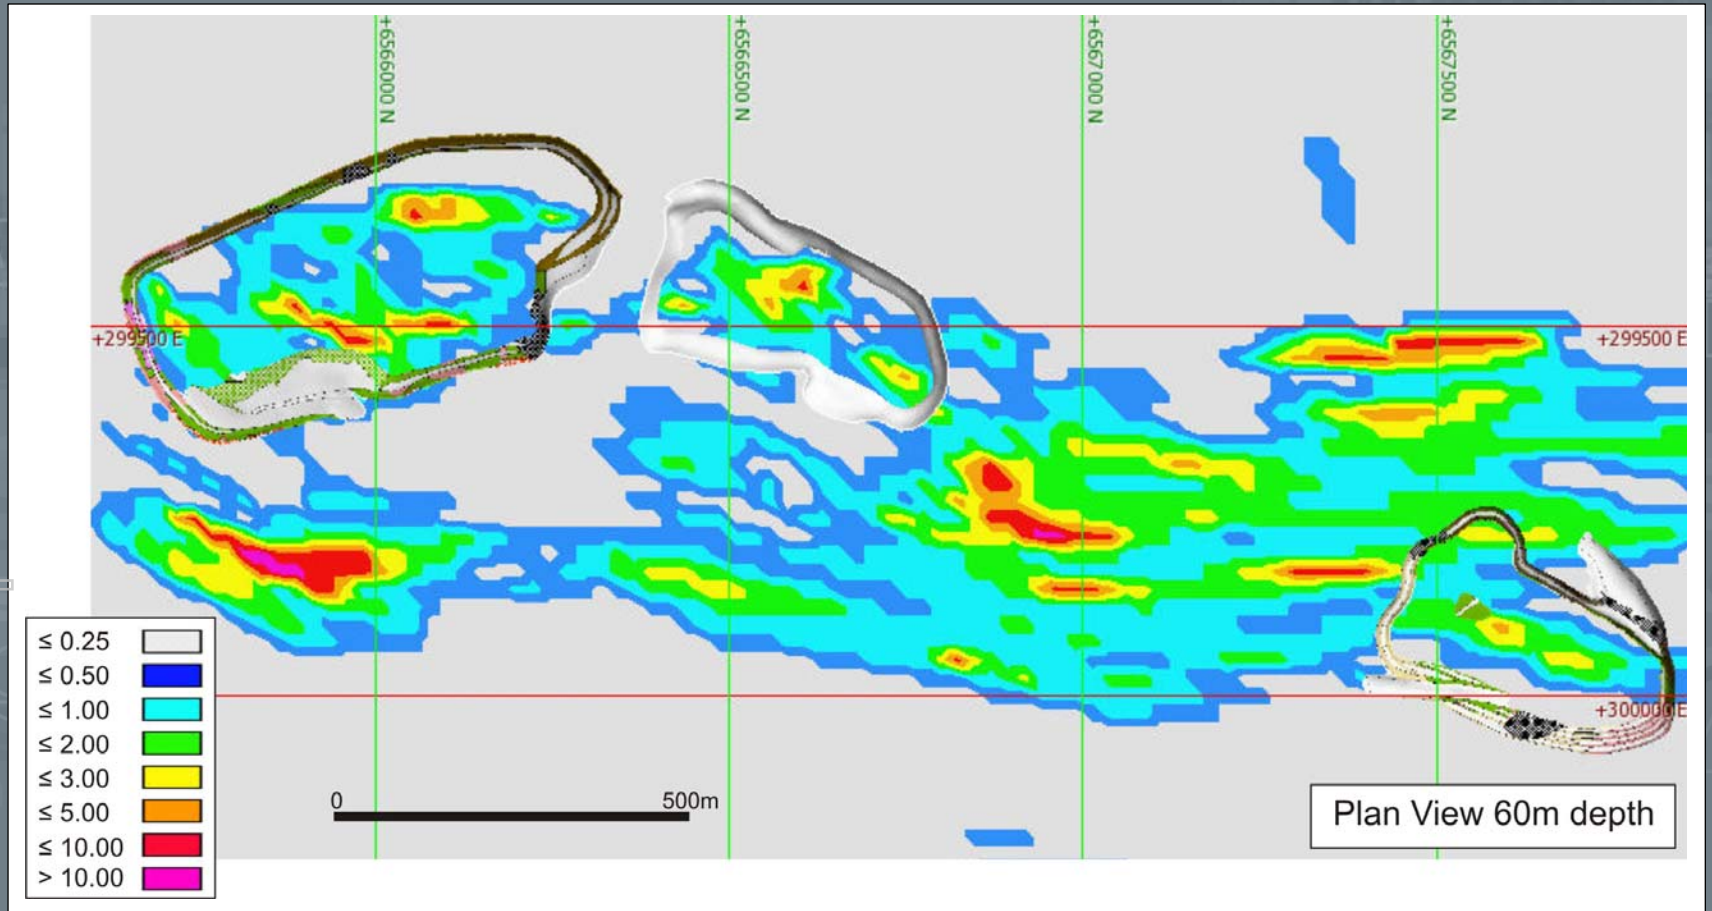 +6566000 N
+6566500 N
+6567000 N
+6567500 N
+299500 E
+299500 E
+300000 E
≤ 0.25
≤ 0.50
≤ 1.00
≤ 2.00
≤ 3.00
≤ 5.00
≤ 10.00
> 10.00
0 500m
Plan View 60m depth